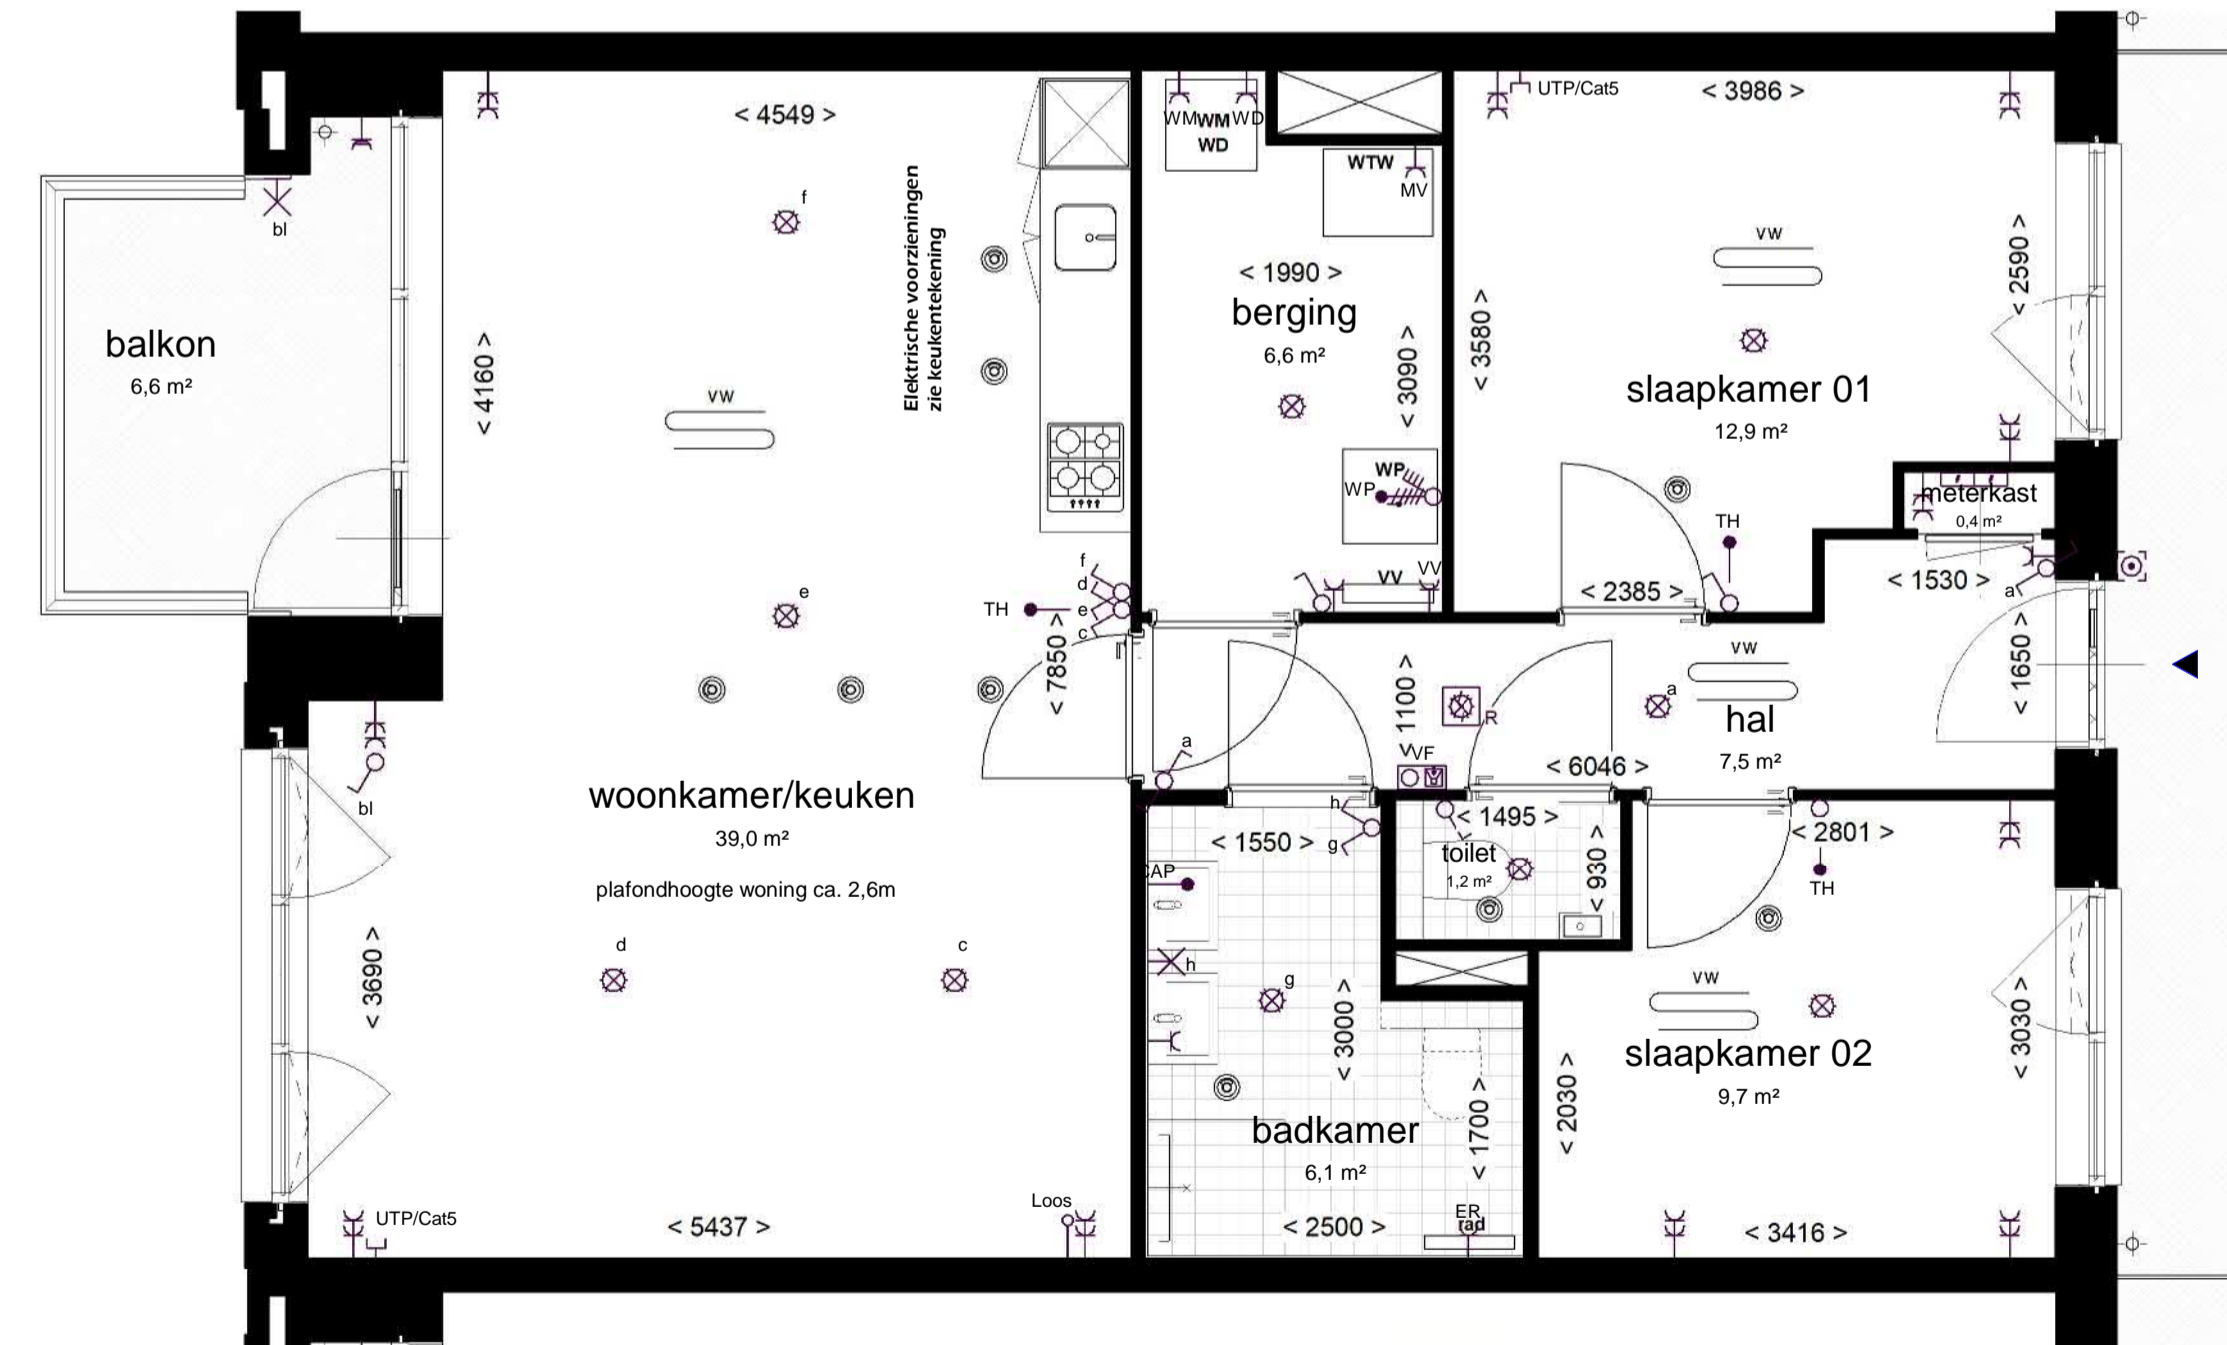 balkon
6,6 m²
bl
< 4549 >
f
Elektrische voorzieningen
zie keukentekening
< 4160 >
vw
e
TH
f
d
e
c
< 7850 >
bl
woonkamer/keuken
39,0 m²
plafondhoogte woning ca. 2,6m
< 3690 >
d
c
UTP/Cat5
< 5437 >
Loos
WM
WM
WD
WD
WTW
MV
< 1990 >
berging
6,6 m²
< 3090 >
WP
WP
VV
VV
UTP/Cat5
< 3986 >
< 3580 >
vw
< 2590 >
slaapkamer 01
12,9 m²
TH
< 2385 >
meterkast
0,4 m²
< 1530 >
a
< 1650 >
a
< 1100 >
R
VF
a
vw
hal
7,5 m²
< 6046 >
< 1550 >
h
g
CAP
h
g
< 3000 >
badkamer
6,1 m²
< 1700 >
< 2500 >
ER
rad
< 1495 >
toilet
1,2 m²
< 930 >
< 2801 >
TH
vw
slaapkamer 02
9,7 m²
< 2030 >
< 3030 >
< 3416 >